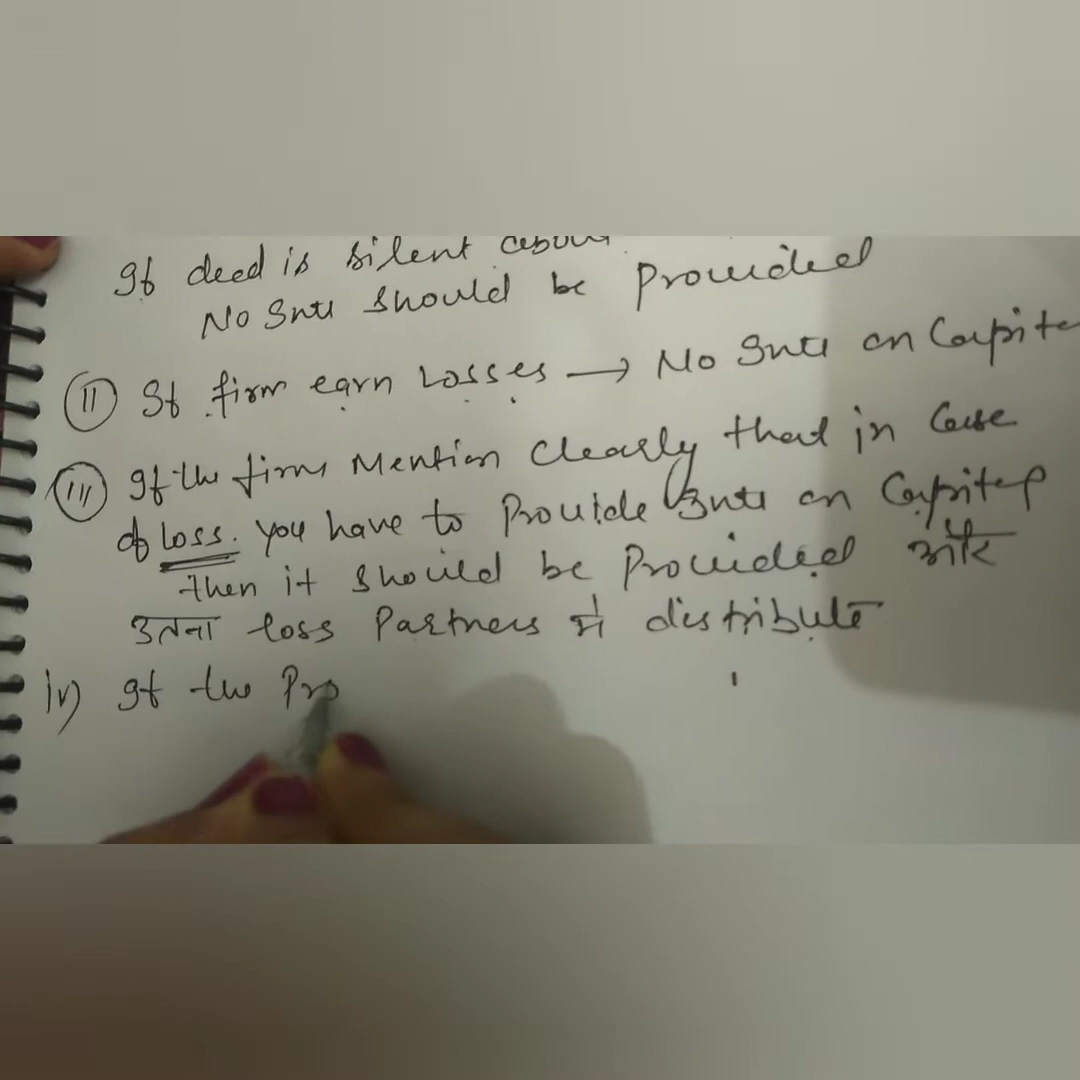 If deed is silent about
No Intt should be Provided
(II) If firm earn Losses → No Intt on Capita
(III) If the firm Mention Clearly that in Case
of loss. you have to Provide Intt on Capital
then it should be Provided और
उतना loss Partners में distribute
iv) If the Pro